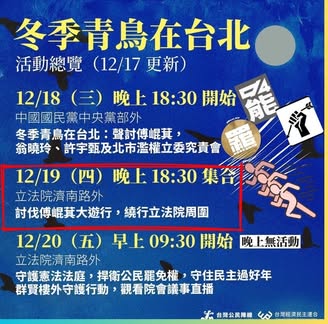 冬季青鳥在台北
活動總覽（12/17 更新）
12/18（三）晚上 18:30 開始
中國國民黨中央黨部外
冬季青鳥在台北：聲討傅崐萁，
翁曉玲、許宇甄及北市濫權立委究責會
罷
羅
12/19（四）晚上 18:30 集合
立法院濟南路外
討伐傅崐萁大遊行，繞行立法院周圍
12/20（五）早上 09:30 開始 晚上無活動
立法院濟南路外
守護憲法法庭，捍衛公民罷免權，守住民主過好年
群賢樓外守護行動，觀看院會議事直播
台灣公民陣線
台灣經濟民主連合